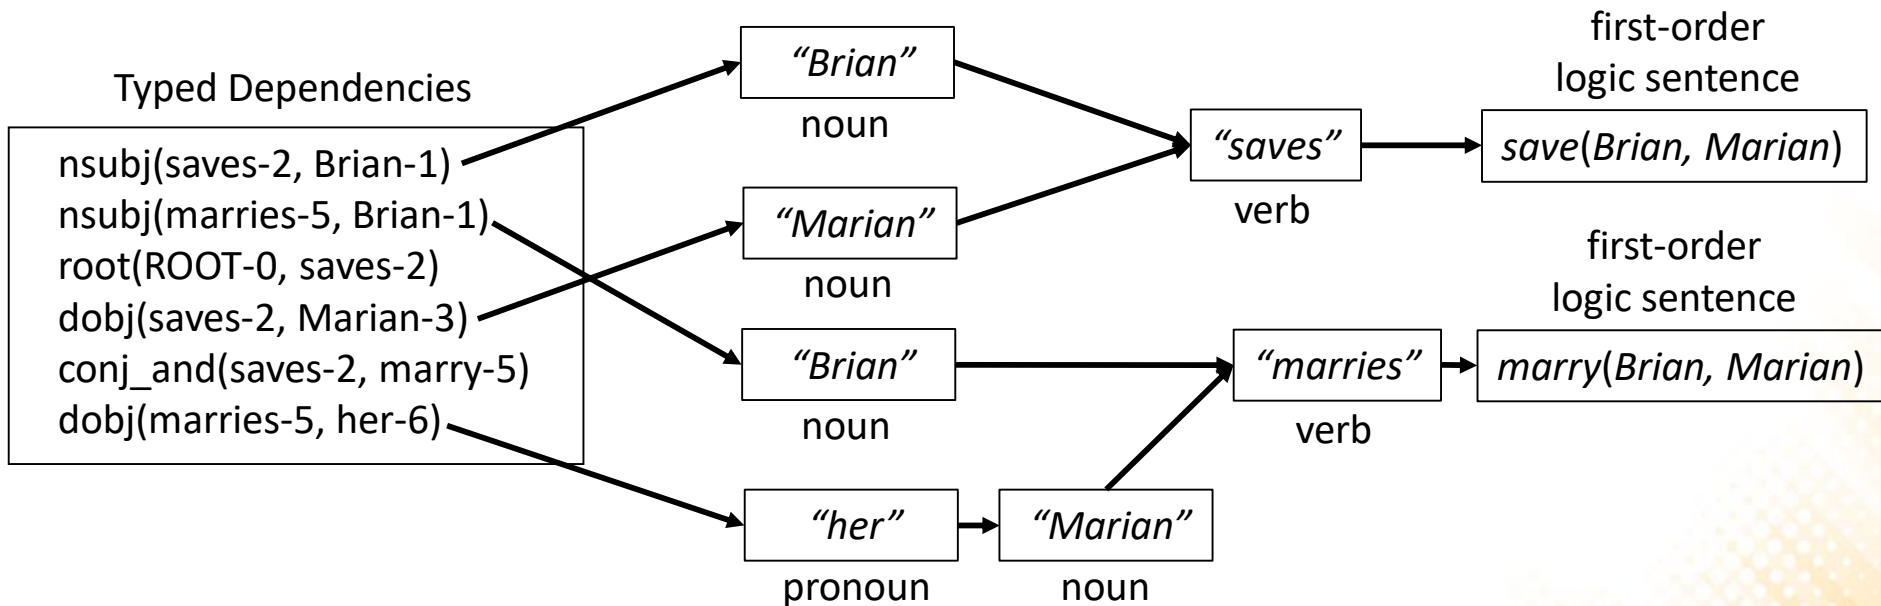 Typed Dependencies
nsubj(saves-2, Brian-1)
nsubj(marries-5, Brian-1)
root(ROOT-0, saves-2)
dobj(saves-2, Marian-3)
conj_and(saves-2, marry-5)
dobj(marries-5, her-6)
“Brian”
noun
“Marian”
noun
“Brian”
noun
“her”
pronoun
“Marian”
noun
“saves”
verb
“marries”
verb
first-order
logic sentence
save(Brian, Marian)
first-order
logic sentence
marry(Brian, Marian)